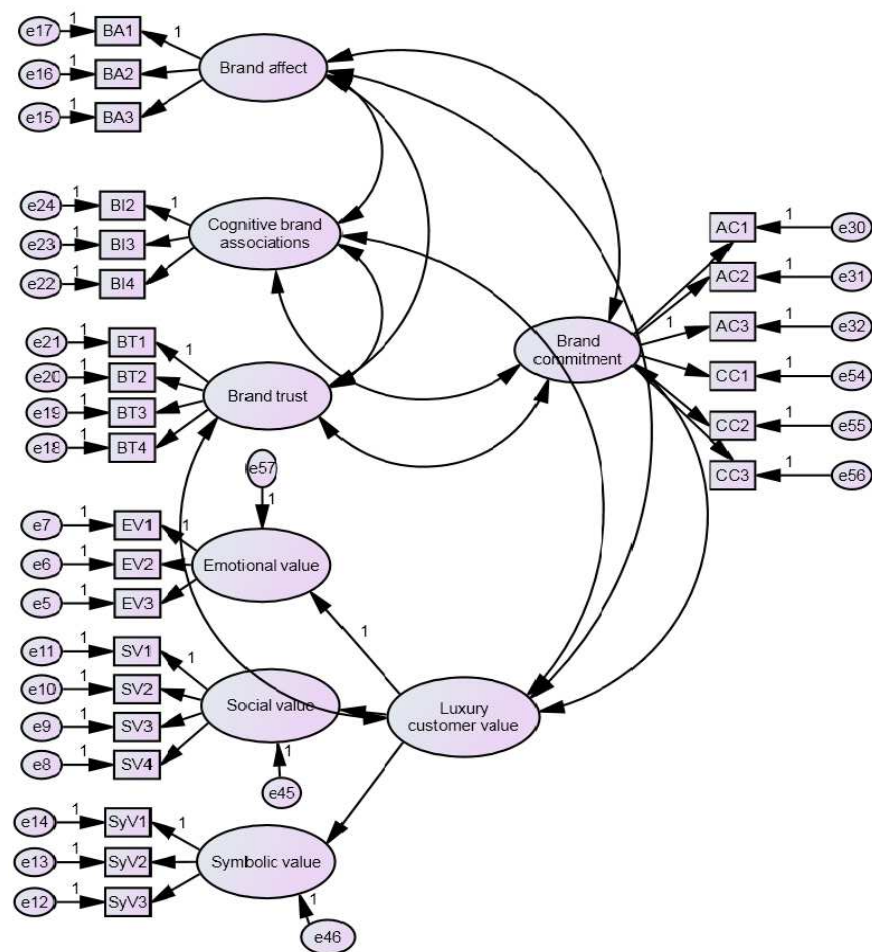 e17 1 BA1 1
e16 1 BA2
e15 1 BA3
Brand affect
e24 1 BI2 1
e23 1 BI3
e22 1 BI4
Cognitive brand
associations
e21 1 BT1 1
e20 1 BT2
e19 1 BT3
e18 1 BT4
Brand trust
Brand
commitment
1
AC1 1 e30
AC2 1 e31
AC3 1 e32
CC1 1 e54
CC2 1 e55
CC3 1 e56
e57
1
e7 1 EV1 1
e6 1 EV2
e5 1 EV3
Emotional value
1
e11 1 SV1 1
e10 1 SV2
e9 1 SV3
e8 1 SV4
Social value
Luxury
customer value
1
e45
e14 1 SyV1 1
e13 1 SyV2
e12 1 SyV3
Symbolic value
1
e46